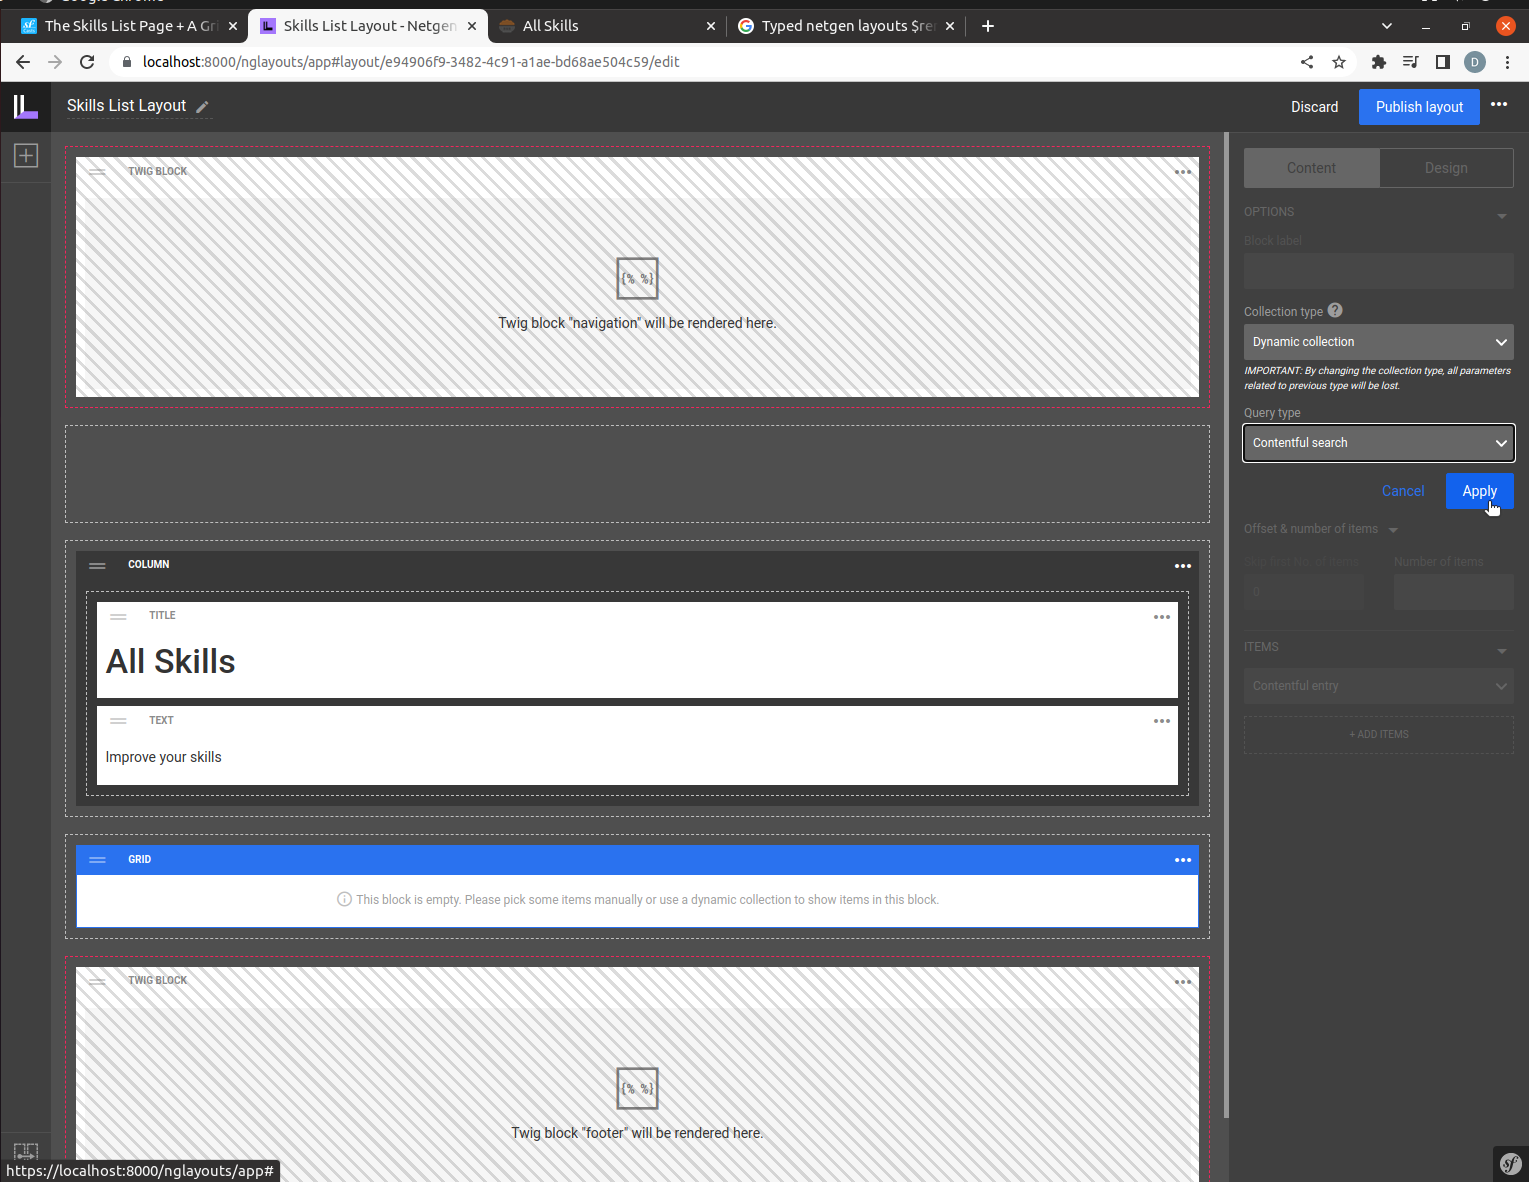 Google Chrome
The Skills List Page + A Gri
Skills List Layout - Netgen
All Skills
Typed netgen layouts $re
localhost:8000/nglayouts/app#layout/e94906f9-3482-4c91-a1ae-bd68ae504c59/edit
D
Skills List Layout
Discard
Publish layout
TWIG BLOCK
{% %}
Twig block "navigation" will be rendered here.
COLUMN
TITLE
All Skills
TEXT
Improve your skills
GRID
This block is empty. Please pick some items manually or use a dynamic collection to show items in this block.
TWIG BLOCK
{% %}
Twig block "footer" will be rendered here.
Content
Design
OPTIONS
Block label
Collection type ?
Dynamic collection
IMPORTANT: By changing the collection type, all parameters
related to previous type will be lost.
Query type
Contentful search
Cancel
Apply
Offset & number of items
Skip first No. of items
Number of items
0
ITEMS
Contentful entry
+ ADD ITEMS
https://localhost:8000/nglayouts/app#
sf